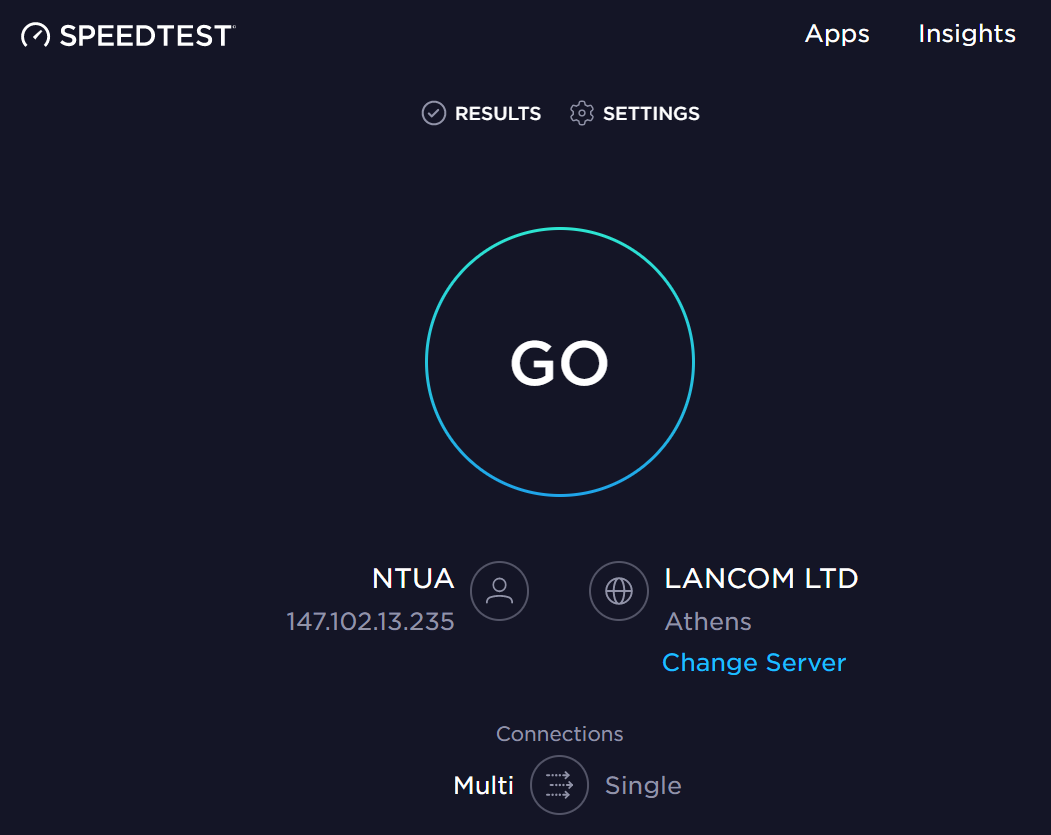 SPEEDTEST
Apps
Insights
RESULTS
SETTINGS
GO
NTUA
147.102.13.235
LANCOM LTD
Athens
Change Server
Connections
Multi
Single